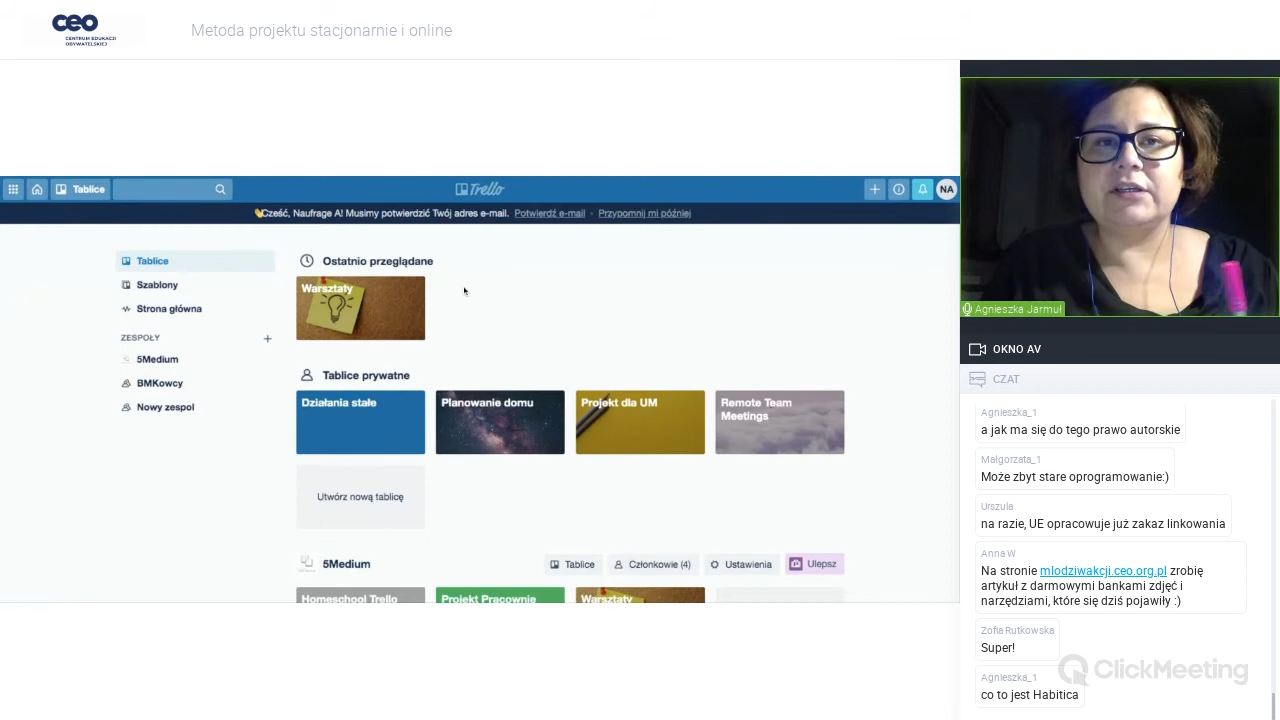 ceo
CENTRUM EDUKACJI
OBYWATELSKIEJ
Metoda projektu stacjonarnie i online
Tablice
Trello
NA
Cześć, Naufrage A! Musimy potwierdzić Twój adres e-mail. Potwierdź e-mail · Przypomnij mi później
Tablice
Szablony
Strona główna
ZESPOŁY
5Medium
BMKowcy
Nowy zespol
Ostatnio przeglądane
Warsztaty
Tablice prywatne
Działania stałe
Planowanie domu
Projekt dla UM
Remote Team
Meetings
Utwórz nową tablicę
5Medium
Tablice
Członkowie (4)
Ustawienia
Ulepsz
Homeschool Trello
Projekt Pracownie
Warsztaty
Agnieszka Jarmuł
OKNO AV
CZAT
Agnieszka_1
a jak ma się do tego prawo autorskie
Małgorzata_1
Może zbyt stare oprogramowanie:)
Urszula
na razie, UE opracowuje już zakaz linkowania
Anna W
Na stronie mlodziwakcji.ceo.org.pl zrobię
artykuł z darmowymi bankami zdjęć i
narzędziami, które się dziś pojawiły :)
Zofia Rutkowska
Super!
Agnieszka_1
co to jest Habitica
ClickMeeting